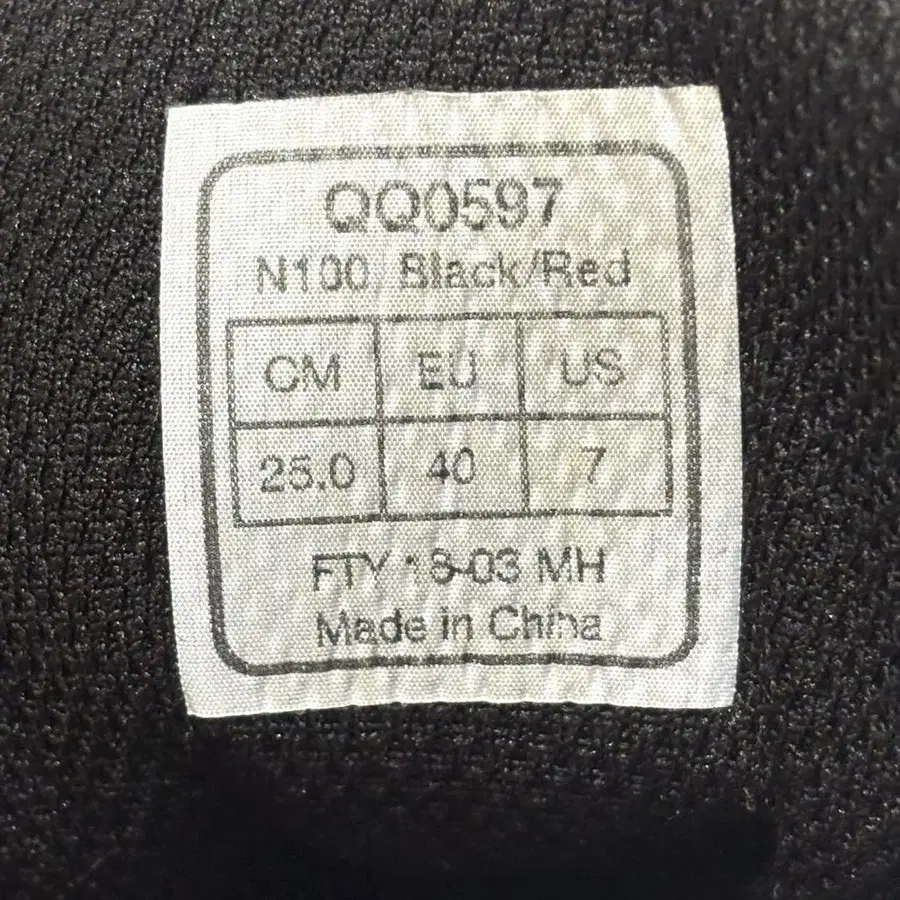 QQ0597
N100 Black/Red
CM EU US
25.0 40 7
FTY 18-03 MH
Made in China